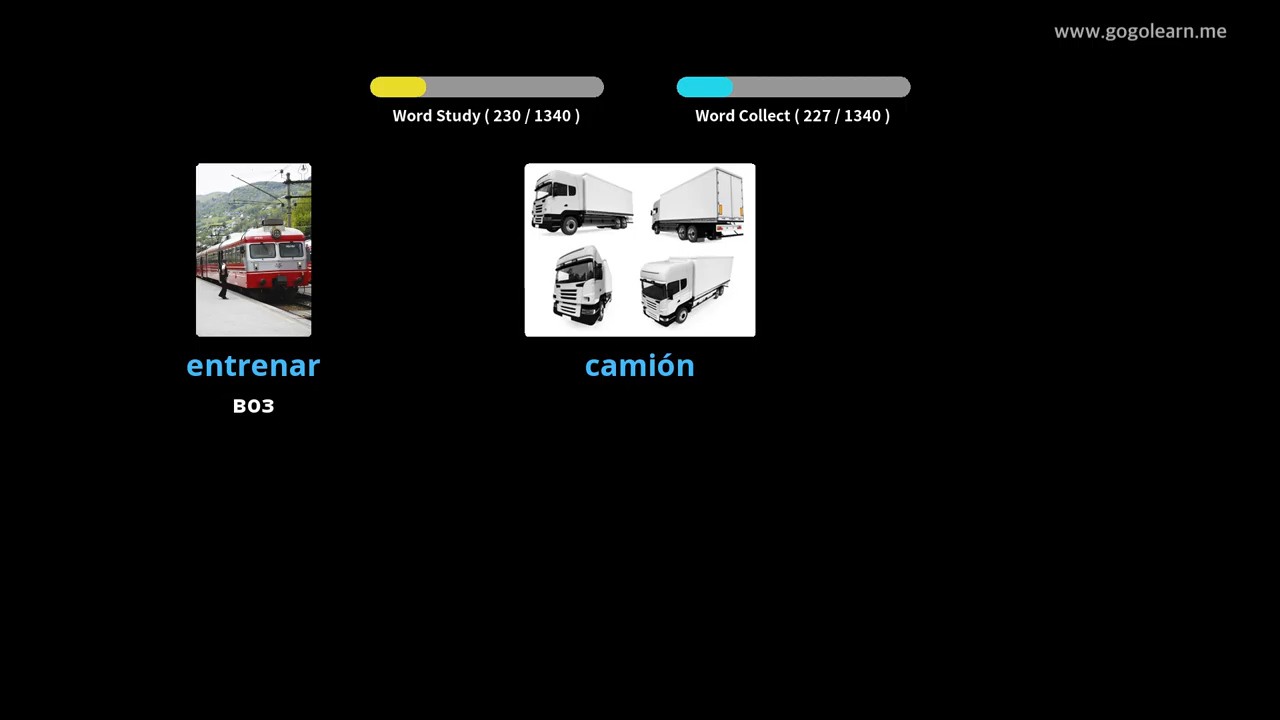 www.gogolearn.me
Word Study ( 230 / 1340 )
Word Collect ( 227 / 1340 )
entrenar
camión
воз